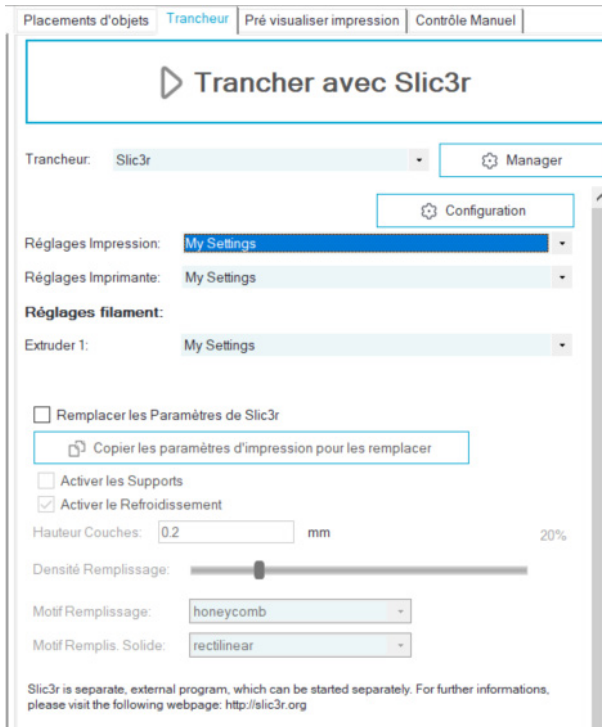 Placements d'objets Trancheur Pré visualiser impression Contrôle Manuel
Trancher avec Slic3r
Trancheur: Slic3r Manager
Configuration
Réglages Impression: My Settings
Réglages Imprimante: My Settings
Réglages filament:
Extruder 1: My Settings
Remplacer les Paramètres de Slic3r
Copier les paramètres d'impression pour les remplacer
Activer les Supports
Activer le Refroidissement
Hauteur Couches: 0.2 mm 20%
Densité Remplissage:
Motif Remplissage: honeycomb
Motif Remplis. Solide: rectilinear
Slic3r is separate, external program, which can be started separately. For further informations,
please visit the following webpage: http://slic3r.org